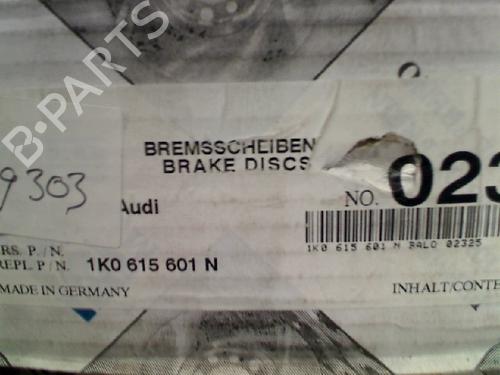 B-PARTS
BREMSSCHEIBEN
BRAKE DISCS
9303
Audi
NO. 023
1K0 615 601 N BALO 02325
RS. P. / N.
REPL. P / N. 1K0 615 601 N
MADE IN GERMANY
INHALT/CONTE